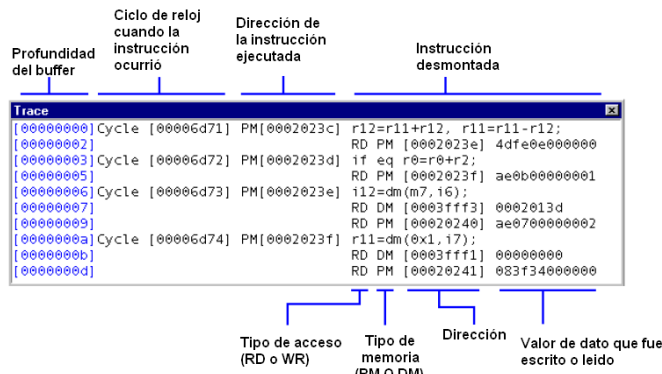 Profundidad
del buffer
Ciclo de reloj
cuando la
instrucción
ocurrió
Dirección de
la instrucción
ejecutada
Instrucción
desmontada
Trace
[00000000]Cycle [00006d71] PM[0002023c] r12=r11+r12, r11=r11-r12;
[00000002] RD PM [0002023e] 4dfe0e000000
[00000003]Cycle [00006d72] PM[0002023d] if eq r0=r0+r2;
[00000005] RD PM [0002023f] ae0b00000001
[00000006]Cycle [00006d73] PM[0002023e] i12=dm(m7,i6);
[00000007] RD DM [0003fff3] 0002013d
[00000009] RD PM [00020240] ae0700000002
[0000000a]Cycle [00006d74] PM[0002023f] r11=dm(0x1,i7);
[0000000b] RD DM [0003fff1] 00000000
[0000000d] RD PM [00020241] 083f34000000
Tipo de acceso
(RD o WR)
Tipo de
memoria
(PM O DM)
Dirección
Valor de dato que fue
escrito o leido